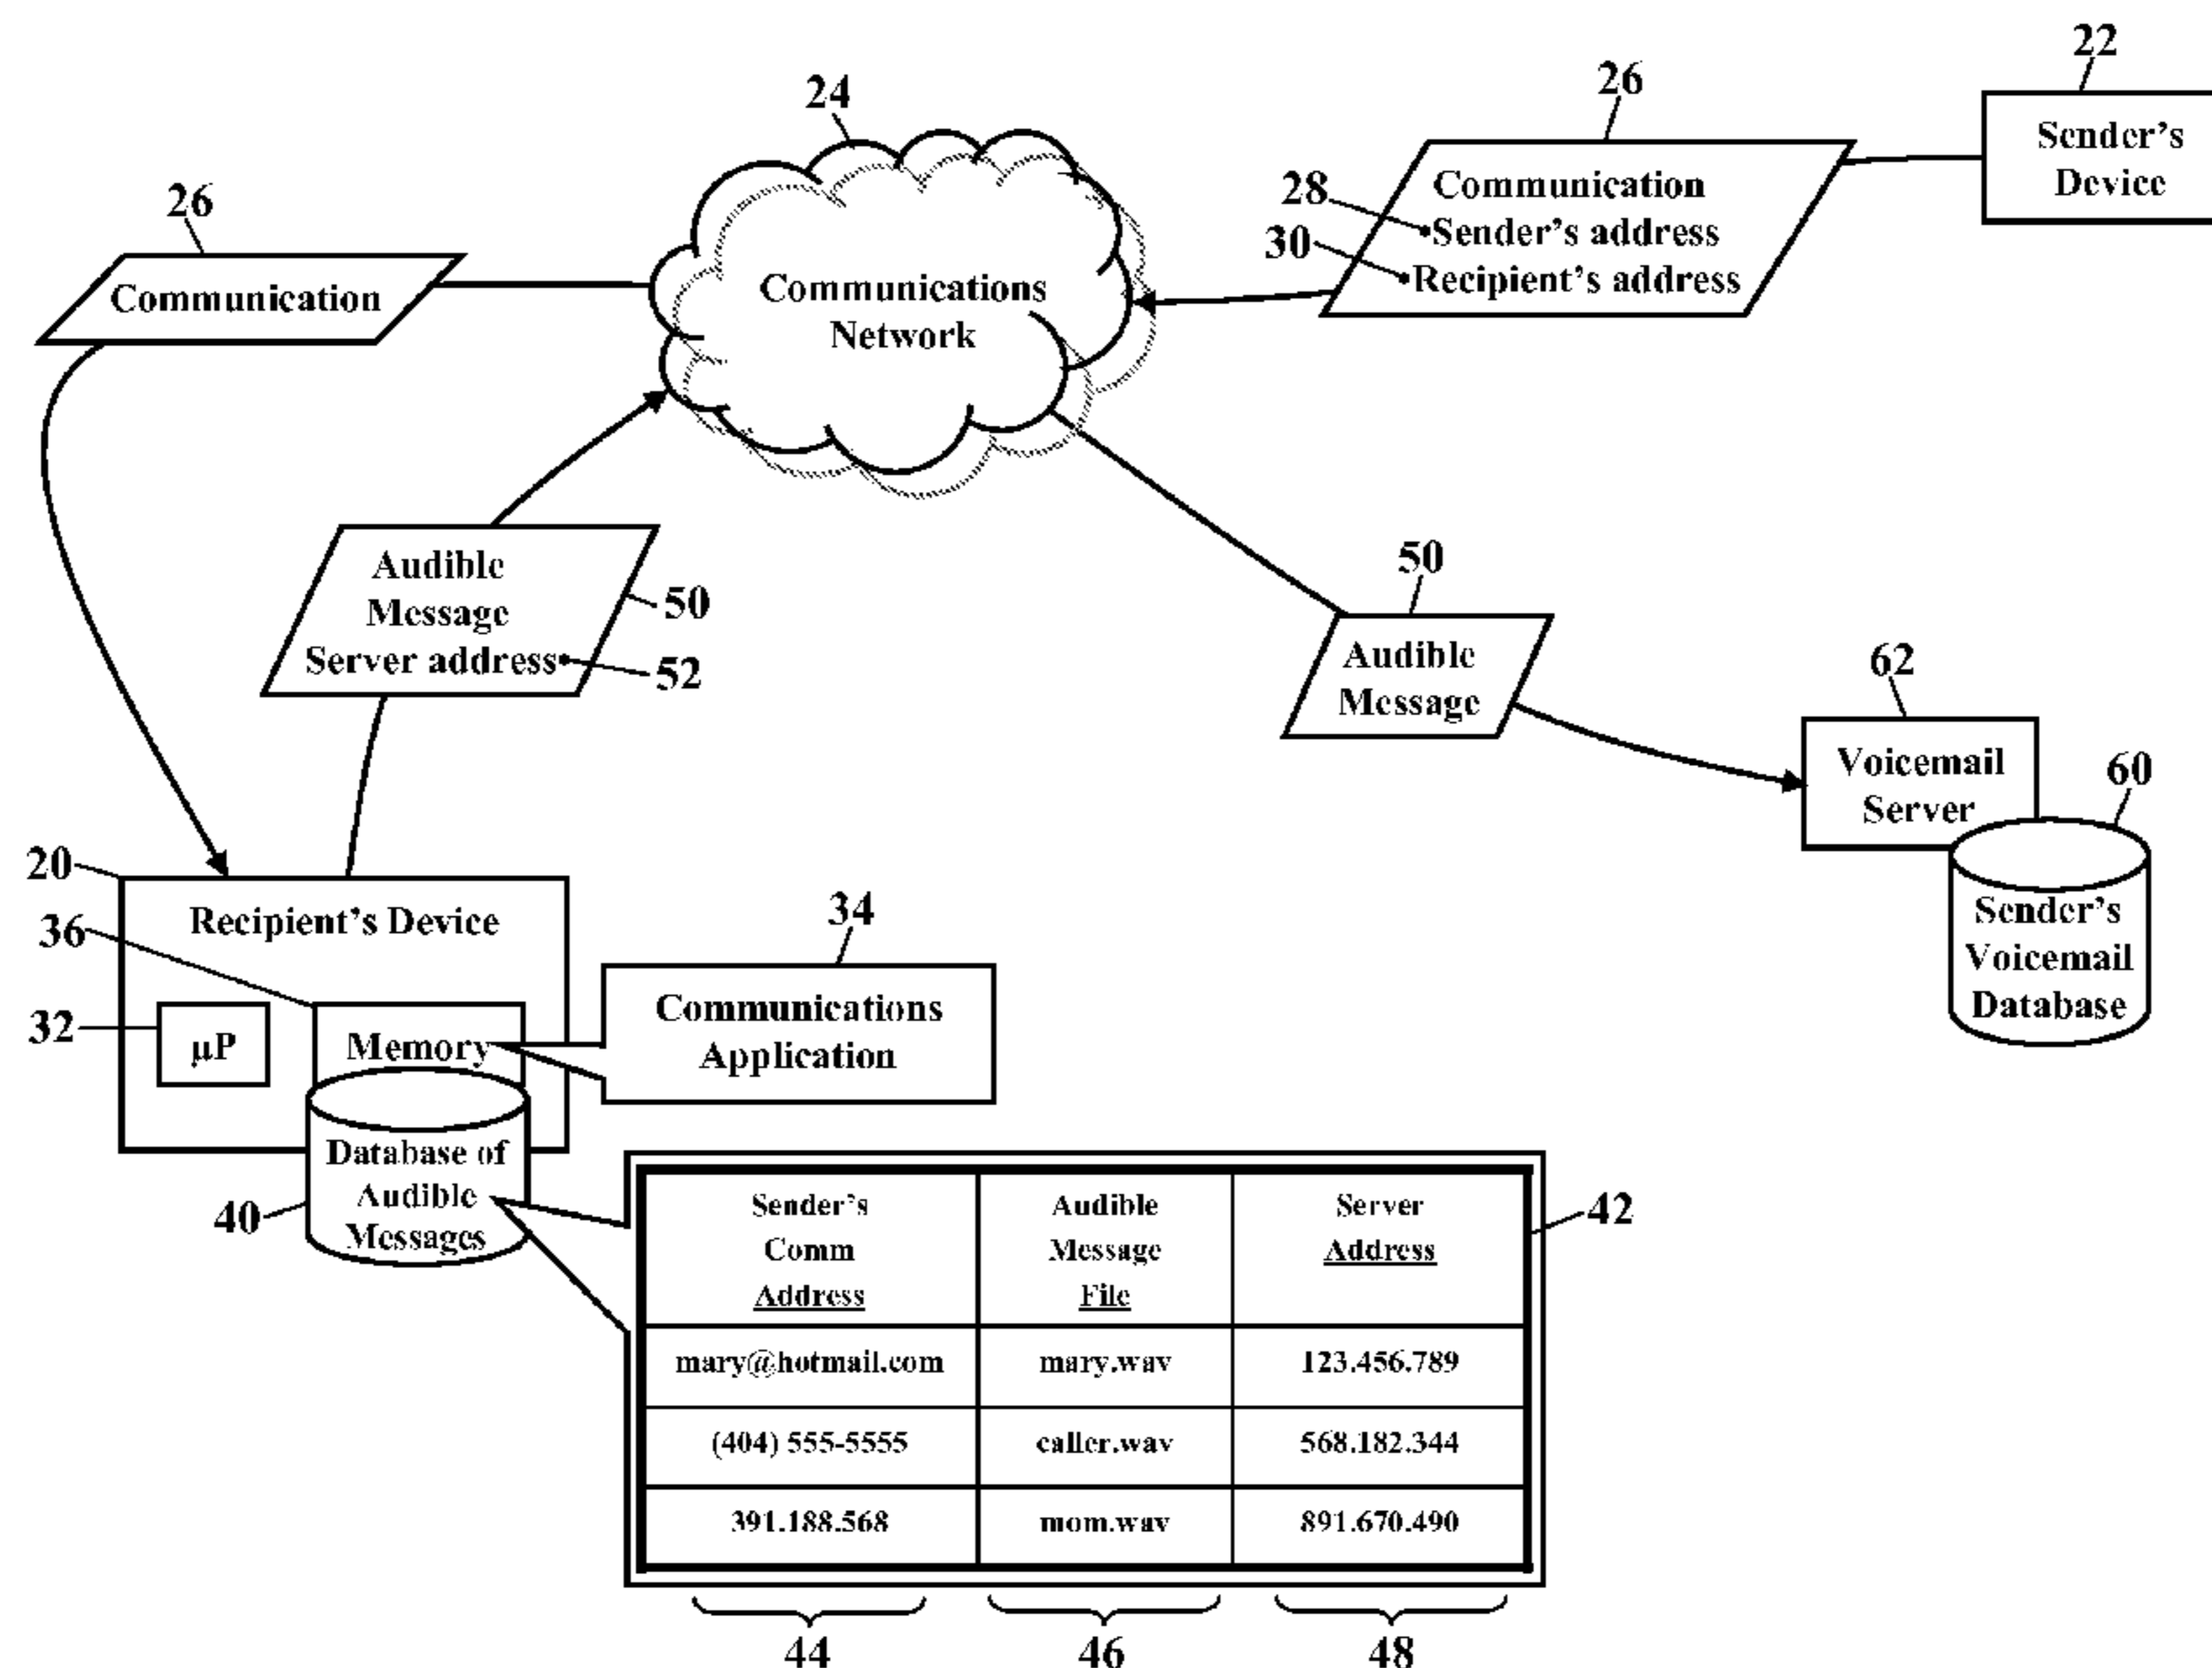 22
Sender's
Device
26
Communication
28
•Sender's address
30
•Recipient's address
24
Communications
Network
26
Communication
Audible
Message
Server address•
50
52
50
Audible
Message
62
Voicemail
Server
60
Sender's
Voicemail
Database
20
Recipient's Device
36
32
μP
Memory
34
Communications
Application
Database of
Audible
Messages
40
42
Sender's
Comm
Address
Audible
Message
File
Server
Address
mary@hotmail.com mary.wav 123.456.789
(404) 555-5555 caller.wav 568.182.344
391.188.568 mom.wav 891.670.490
44 46 48